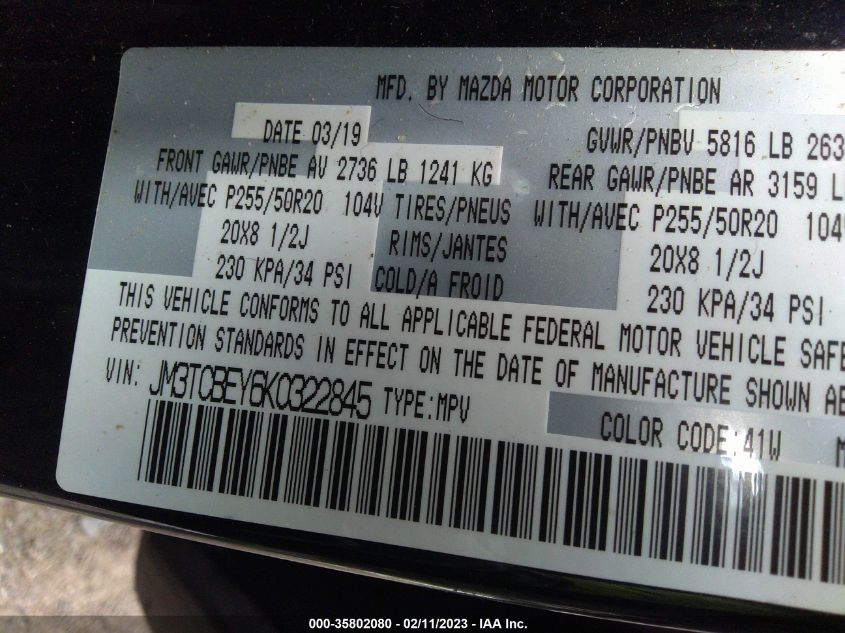 MFD. BY MAZDA MOTOR CORPORATION
DATE 03/19 GVWR/PNBV 5816 LB 263
FRONT GAWR/PNBE AV 2736 LB 1241 KG REAR GAWR/PNBE AR 3159 L
WITH/AVEC P255/50R20 104V TIRES/PNEUS WITH/AVEC P255/50R20 104V
20X8 1/2J RIMS/JANTES 20X8 1/2J
230 KPA/34 PSI COLD/A FROID 230 KPA/34 PSI
THIS VEHICLE CONFORMS TO ALL APPLICABLE FEDERAL MOTOR VEHICLE SAFE
PREVENTION STANDARDS IN EFFECT ON THE DATE OF MANUFACTURE SHOWN AB
VIN: JM3TCBEY6K0322845 TYPE:MPV
COLOR CODE:41W M
000-35802080 - 02/11/2023 - IAA Inc.